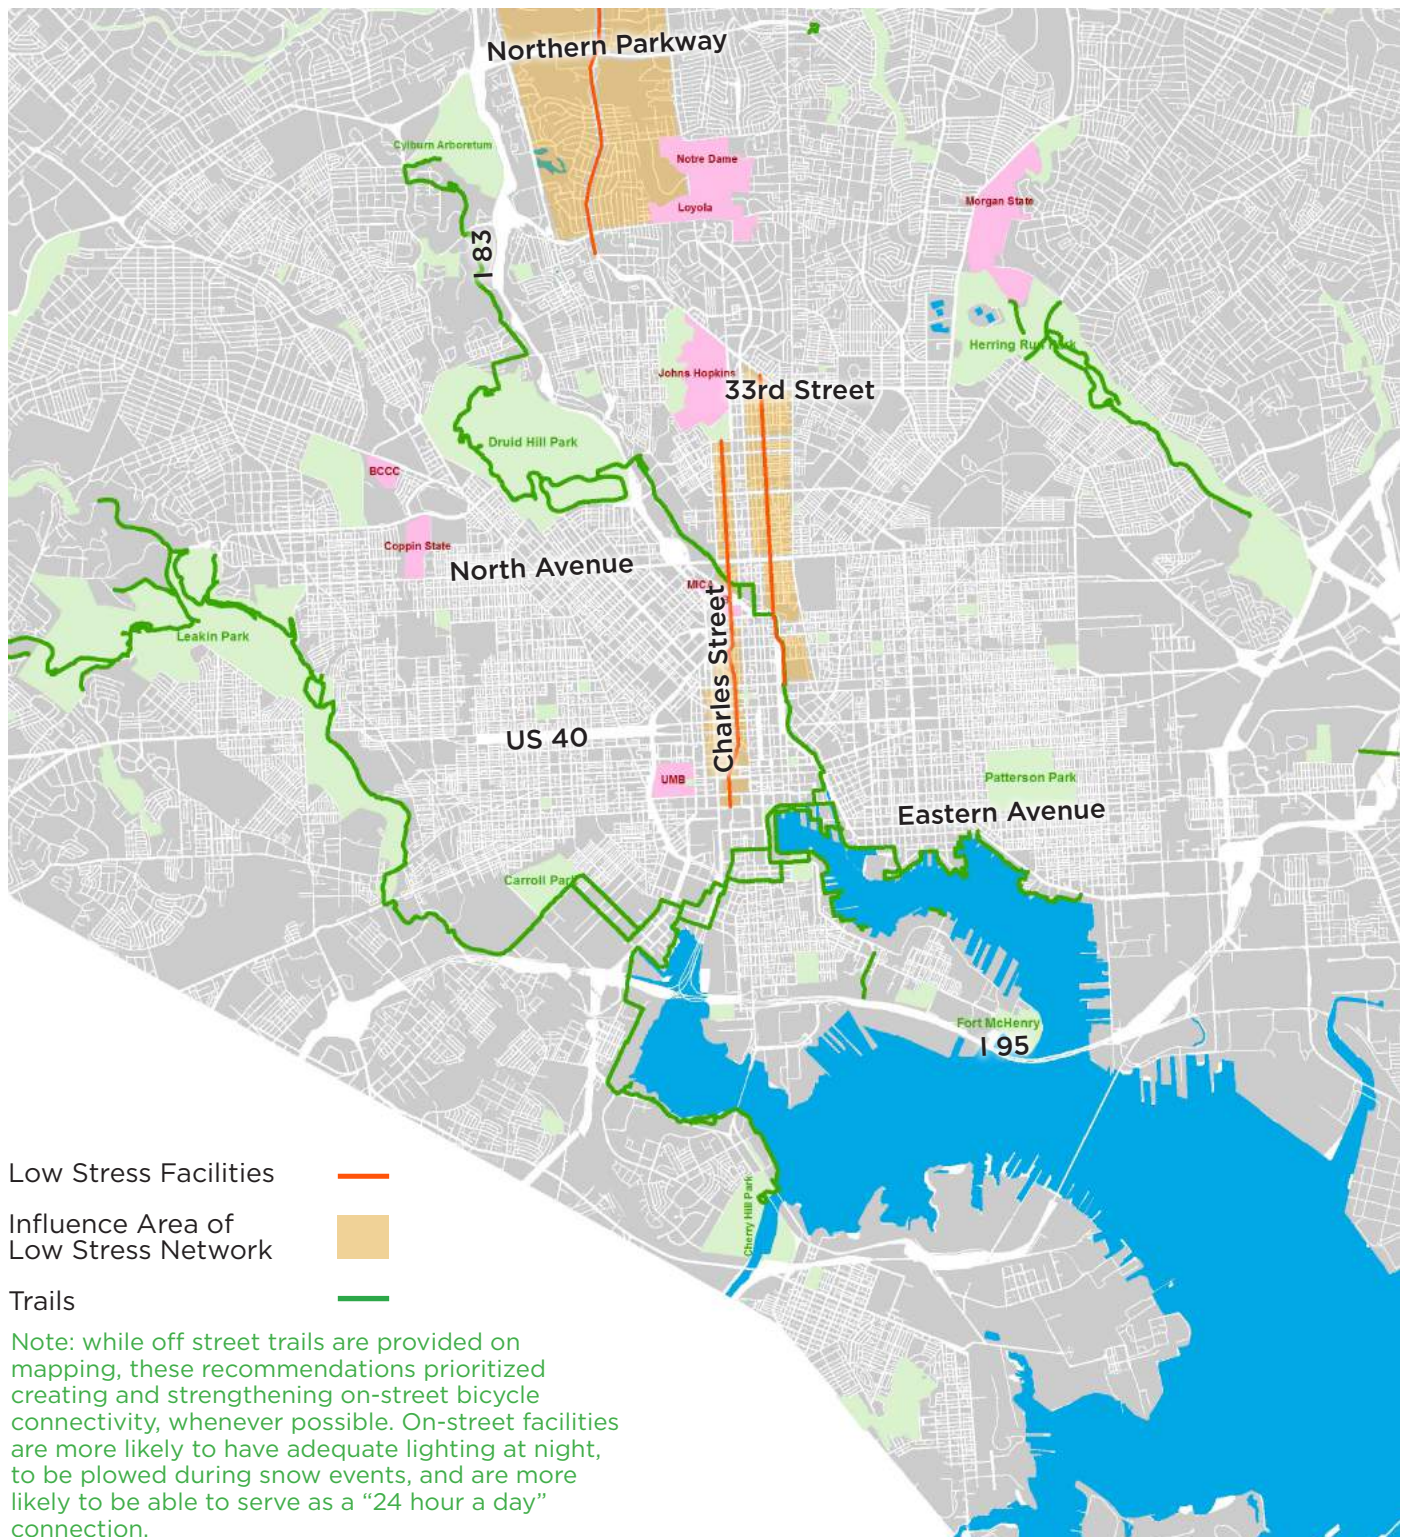 Northern Parkway
Cylburn Arboretum
Notre Dame
Loyola
Morgan State
I 83
Herring Run Park
Johns Hopkins
33rd Street
Druid Hill Park
BCCC
Coppin State
North Avenue
MICA
Charles Street
Leakin Park
US 40
UMB
Patterson Park
Eastern Avenue
Carroll Park
Fort McHenry
I 95
Cherry Hill Park
Low Stress Facilities
Influence Area of
Low Stress Network
Trails
Note: while off street trails are provided on
mapping, these recommendations prioritized
creating and strengthening on-street bicycle
connectivity, whenever possible. On-street facilities
are more likely to have adequate lighting at night,
to be plowed during snow events, and are more
likely to be able to serve as a “24 hour a day”
connection.